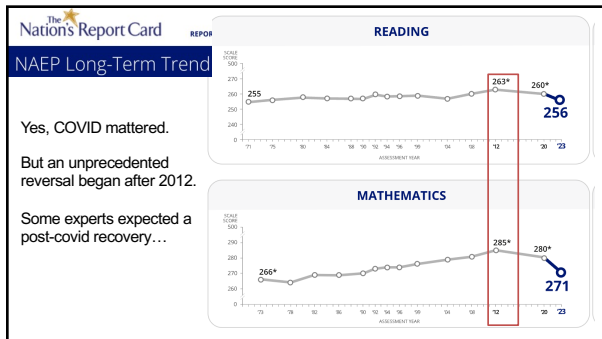 The
Nation's Report Card
REPOR
NAEP Long-Term Trend
Yes, COVID mattered.
But an unprecedented
reversal began after 2012.
Some experts expected a
post-covid recovery…
READING
SCALE
SCORE
500
270
260
250
240
0
255
263*
260*
256
'71 '75 '80 '84 '88 '90 '92 '94 '96 '99 '04 '08 '12 '20 '23
ASSESSMENT YEAR
MATHEMATICS
SCALE
SCORE
500
290
280
270
260
0
266*
285*
280*
271
'73 '78 '82 '86 '90 '92 '94 '96 '99 '04 '08 '12 '20 '23
ASSESSMENT YEAR